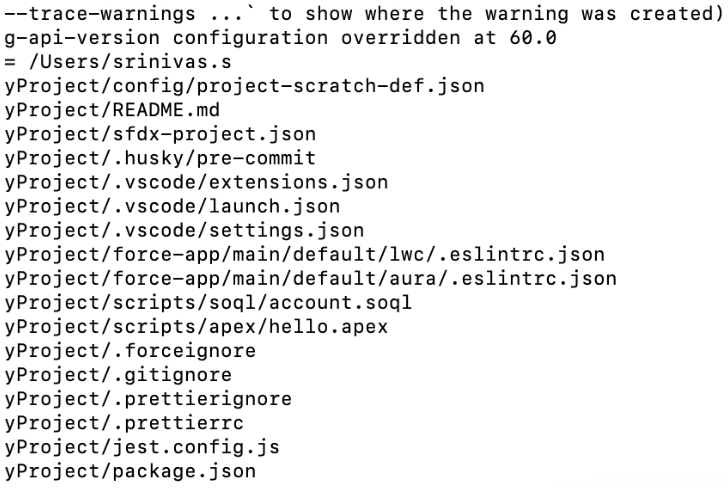 --trace-warnings ...` to show where the warning was created)
g-api-version configuration overridden at 60.0
= /Users/srinivas.s
yProject/config/project-scratch-def.json
yProject/README.md
yProject/sfdx-project.json
yProject/.husky/pre-commit
yProject/.vscode/extensions.json
yProject/.vscode/launch.json
yProject/.vscode/settings.json
yProject/force-app/main/default/lwc/.eslintrc.json
yProject/force-app/main/default/aura/.eslintrc.json
yProject/scripts/soql/account.soql
yProject/scripts/apex/hello.apex
yProject/.forceignore
yProject/.gitignore
yProject/.prettierignore
yProject/.prettierrc
yProject/jest.config.js
yProject/package.json